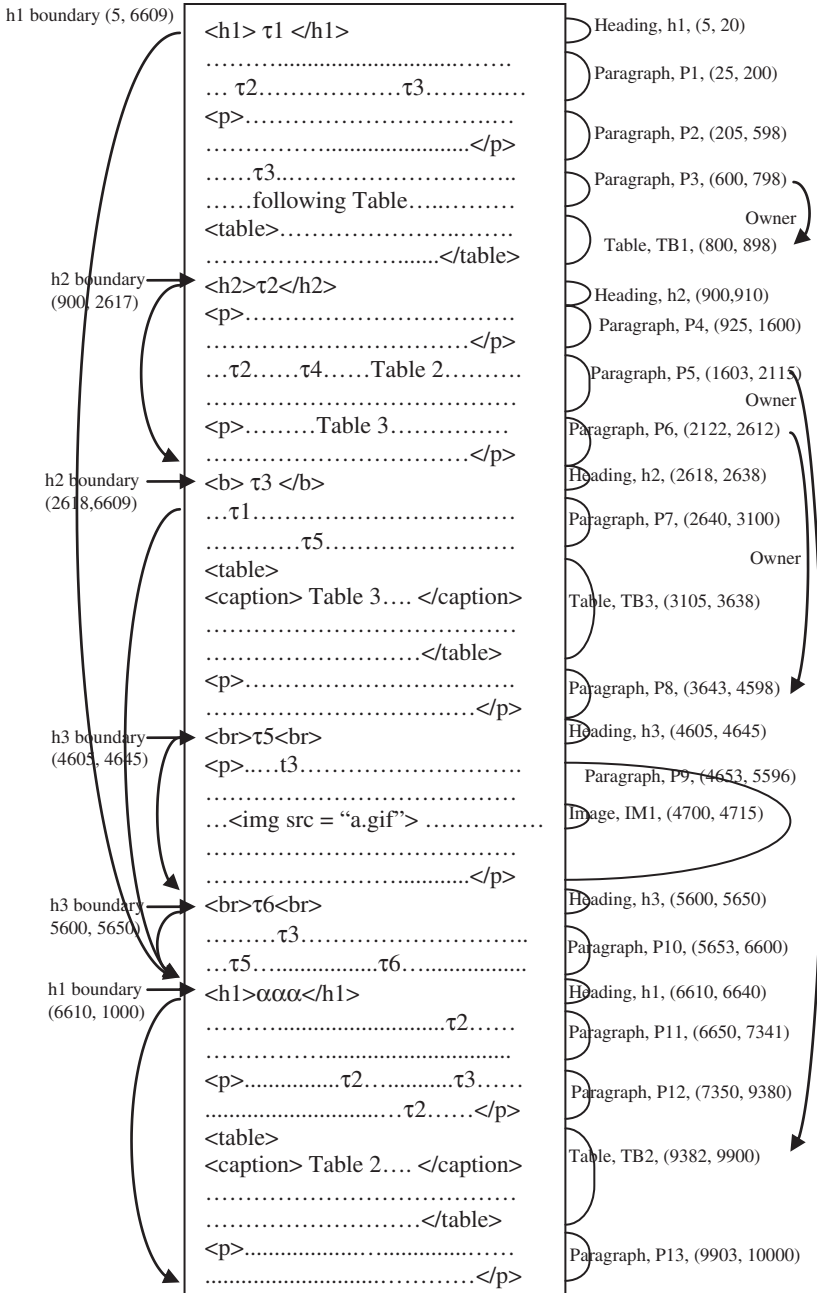 h1 boundary (5, 6609)
<h1> τ1 </h1>
Heading, h1, (5, 20)
……….............................…….
… τ2………………τ3……..….
Paragraph, P1, (25, 200)
<p>……………………………
…………….......................</p>
Paragraph, P2, (205, 598)
……τ3..………………………..
……following Table…..………
Paragraph, P3, (600, 798)
Owner
<table>……………….……..…
……………………......</table>
Table, TB1, (800, 898)
h2 boundary
(900, 2617)
<h2>τ2</h2>
Heading, h2, (900,910)
<p>……………………………
……………………………</p>
Paragraph, P4, (925, 1600)
…τ2……τ4……Table 2……….
…………………………………
Paragraph, P5, (1603, 2115)
Owner
<p>………Table 3……………
……………………………</p>
Paragraph, P6, (2122, 2612)
h2 boundary
(2618,6609)
<b> τ3 </b>
Heading, h2, (2618, 2638)
…τ1……………………………
…………τ5……………………
Paragraph, P7, (2640, 3100)
Owner
<table>
<caption> Table 3…. </caption>
…………………………………
………………………</table>
Table, TB3, (3105, 3638)
<p>……………………………
……………………………</p>
Paragraph, P8, (3643, 4598)
h3 boundary
(4605, 4645)
<br>τ5<br>
Heading, h3, (4605, 4645)
<p>…..t3……………………….
…………………………………
Paragraph, P9, (4653, 5596)
…<img src = “a.gif”> ……………
Image, IM1, (4700, 4715)
…………………………………
……………………...........</p>
h3 boundary
5600, 5650)
<br>τ6<br>
Heading, h3, (5600, 5650)
………τ3………………………..
…τ5…..................τ6….................
Paragraph, P10, (5653, 6600)
h1 boundary
(6610, 1000)
<h1>ααα</h1>
Heading, h1, (6610, 6640)
……….............................τ2……
……………................................
Paragraph, P11, (6650, 7341)
<p>................τ2…...........τ3……
..............................…τ2……</p>
Paragraph, P12, (7350, 9380)
<table>
<caption> Table 2…. </caption>
…………………………………
………………………</table>
Table, TB2, (9382, 9900)
<p>....................….............……
..............................…………</p>
Paragraph, P13, (9903, 10000)